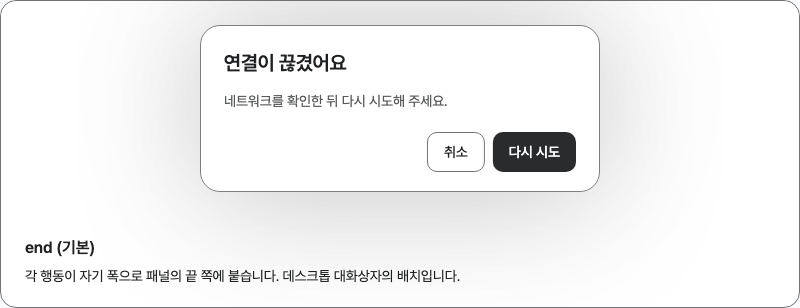 연결이 끊겼어요
네트워크를 확인한 뒤 다시 시도해 주세요.
취소 다시 시도
end (기본)
각 행동이 자기 폭으로 패널의 끝 쪽에 붙습니다. 데스크톱 대화상자의 배치입니다.